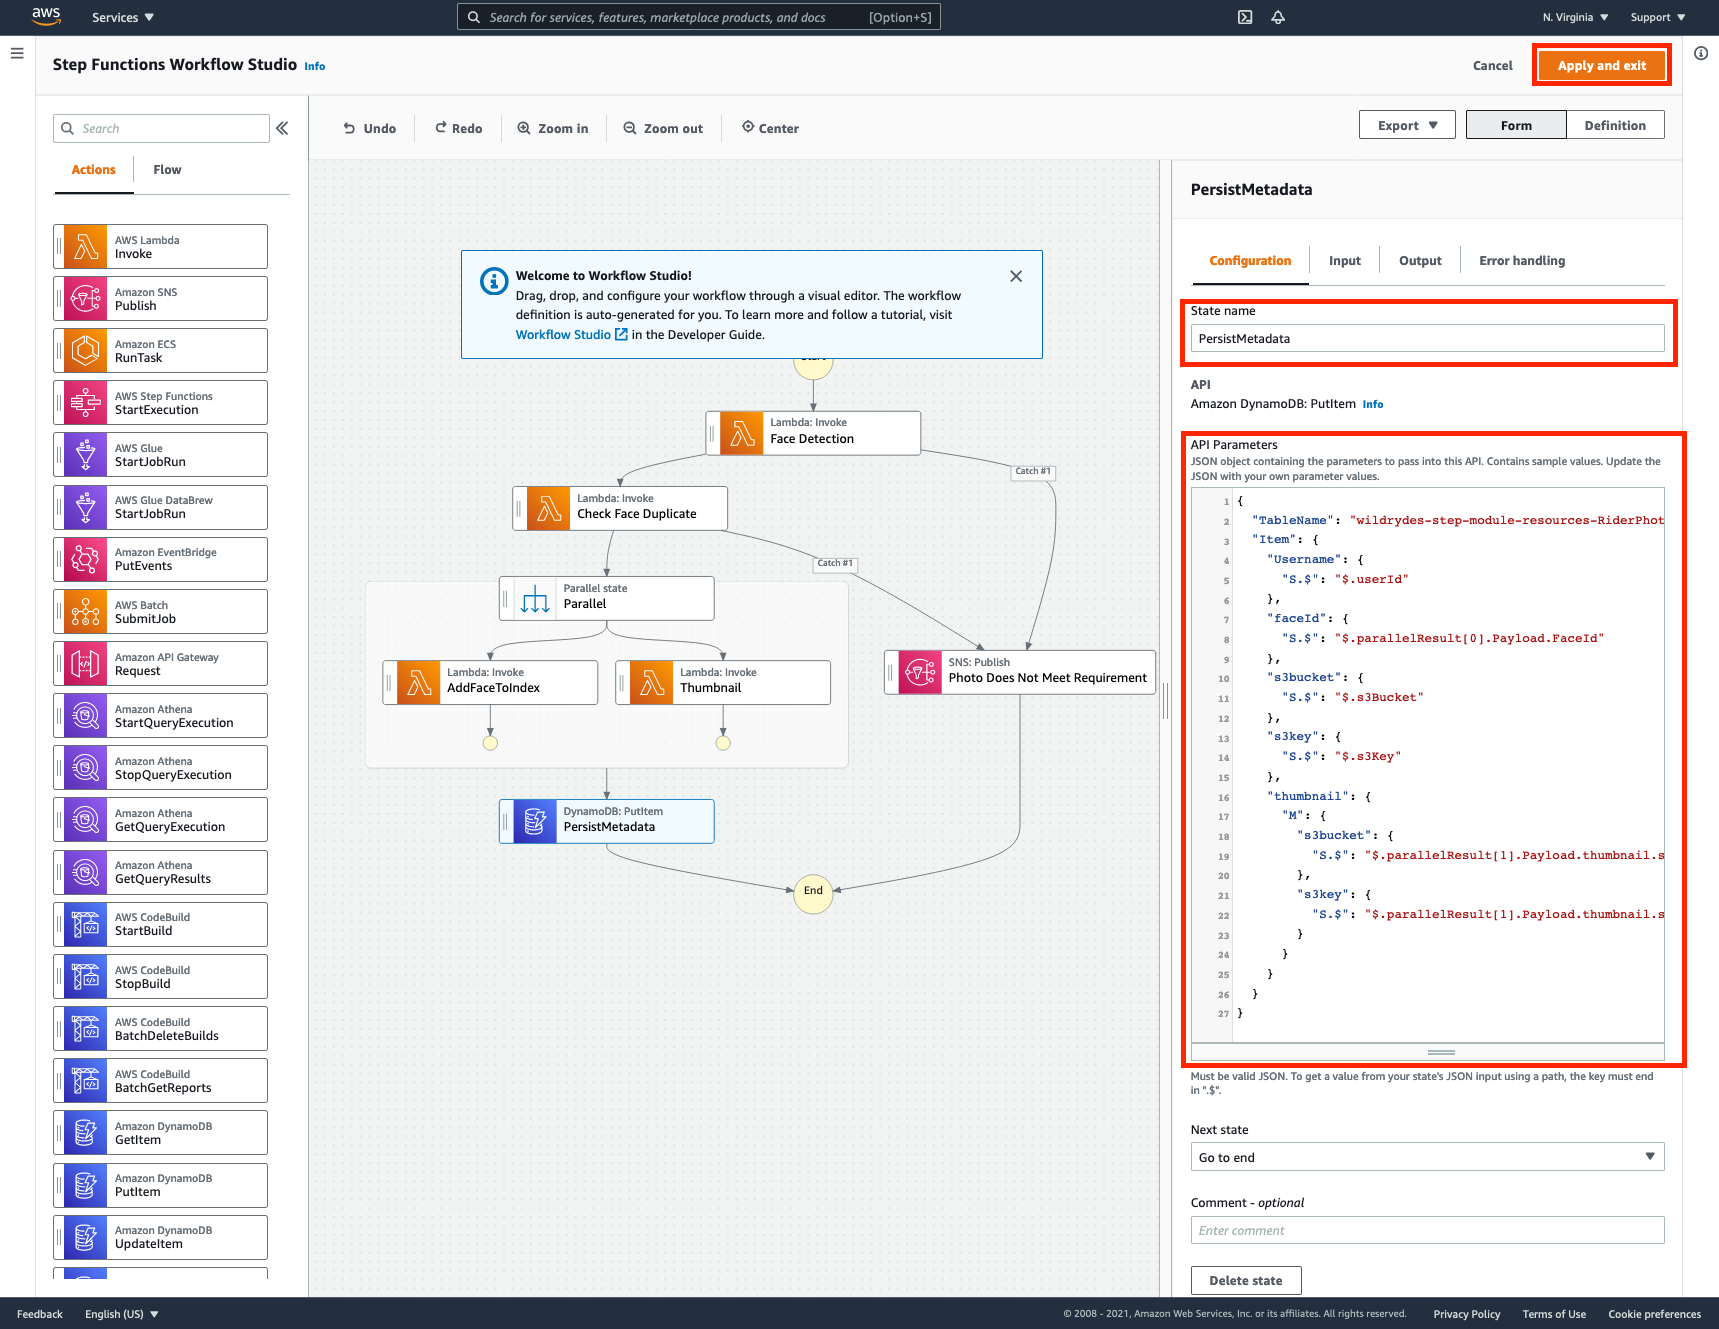 aws
Services ▼
Search for services, features, marketplace products, and docs
[Option+S]
N. Virginia ▼
Support ▼
Step Functions Workflow Studio Info
Cancel
Apply and exit
Search
Actions
Flow
AWS Lambda
Invoke
Amazon SNS
Publish
Amazon ECS
RunTask
AWS Step Functions
StartExecution
AWS Glue
StartJobRun
AWS Glue DataBrew
StartJobRun
Amazon EventBridge
PutEvents
AWS Batch
SubmitJob
Amazon API Gateway
Request
Amazon Athena
StartQueryExecution
Amazon Athena
StopQueryExecution
Amazon Athena
GetQueryExecution
Amazon Athena
GetQueryResults
AWS CodeBuild
StartBuild
AWS CodeBuild
StopBuild
AWS CodeBuild
BatchDeleteBuilds
AWS CodeBuild
BatchGetReports
Amazon DynamoDB
GetItem
Amazon DynamoDB
PutItem
Amazon DynamoDB
UpdateItem
Undo
Redo
Zoom in
Zoom out
Center
Export ▼
Form
Definition
Welcome to Workflow Studio!
Drag, drop, and configure your workflow through a visual editor. The workflow
definition is auto-generated for you. To learn more and follow a tutorial, visit
Workflow Studio in the Developer Guide.
Lambda: Invoke
Face Detection
Catch #1
Lambda: Invoke
Check Face Duplicate
Catch #1
Parallel state
Parallel
Lambda: Invoke
AddFaceToIndex
Lambda: Invoke
Thumbnail
SNS: Publish
Photo Does Not Meet Requirement
DynamoDB: PutItem
PersistMetadata
End
PersistMetadata
Configuration
Input
Output
Error handling
State name
PersistMetadata
API
Amazon DynamoDB: PutItem Info
API Parameters
JSON object containing the parameters to pass into this API. Contains sample values. Update the
JSON with your own parameter values.
1 {
2 "TableName": "wildrydes-step-module-resources-RiderPhot
3 "Item": {
4 "Username": {
5 "S.$": "$.userId"
6 },
7 "faceId": {
8 "S.$": "$.parallelResult[0].Payload.FaceId"
9 },
10 "s3bucket": {
11 "S.$": "$.s3Bucket"
12 },
13 "s3key": {
14 "S.$": "$.s3Key"
15 },
16 "thumbnail": {
17 "M": {
18 "s3bucket": {
19 "S.$": "$.parallelResult[1].Payload.thumbnail.s
20 },
21 "s3key": {
22 "S.$": "$.parallelResult[1].Payload.thumbnail.s
23 }
24 }
25 }
26 }
27 }
Must be valid JSON. To get a value from your state's JSON input using a path, the key must end
in ".$".
Next state
Go to end
Comment - optional
Enter comment
Delete state
Feedback
English (US) ▼
© 2008 - 2021, Amazon Web Services, Inc. or its affiliates. All rights reserved.
Privacy Policy
Terms of Use
Cookie preferences